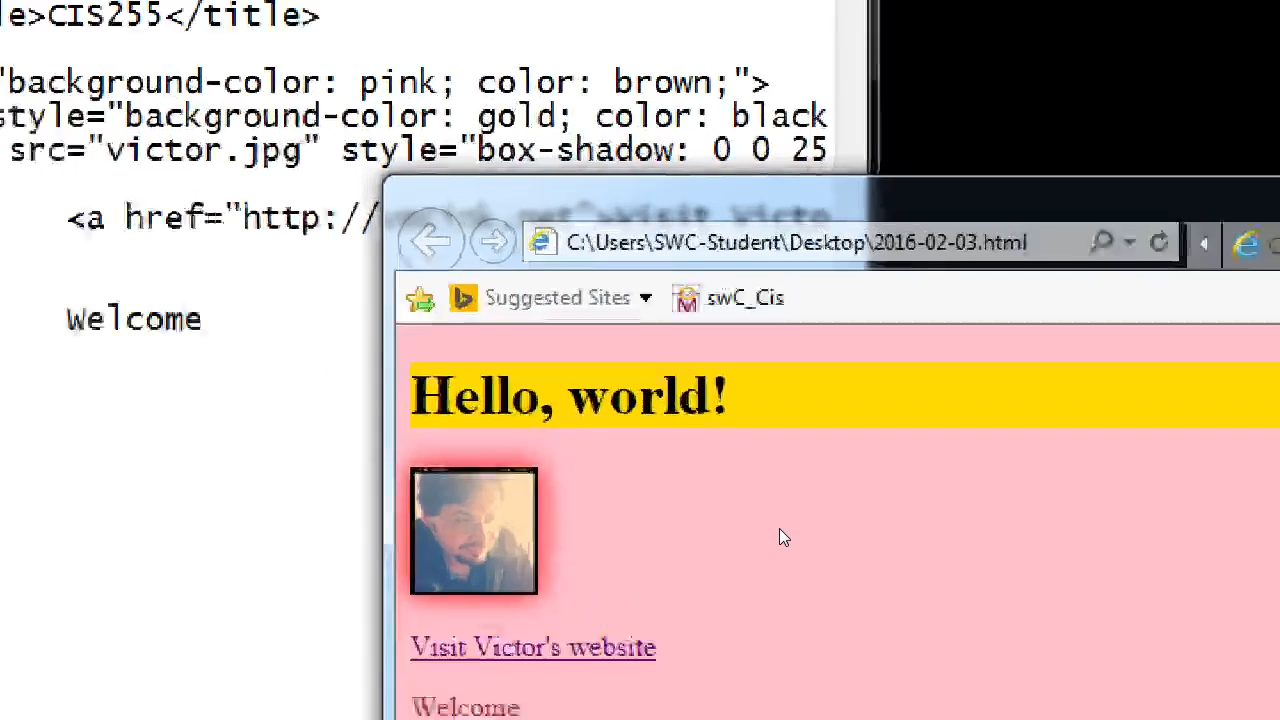 le>CIS255</title>
"background-color: pink; color: brown;">
style="background-color: gold; color: black
src="victor.jpg" style="box-shadow: 0 0 25
<a href="http://
Welcome
C:\Users\SWC-Student\Desktop\2016-02-03.html
Suggested Sites
swC_Cis
Hello, world!
Visit Victor's website
Welcome